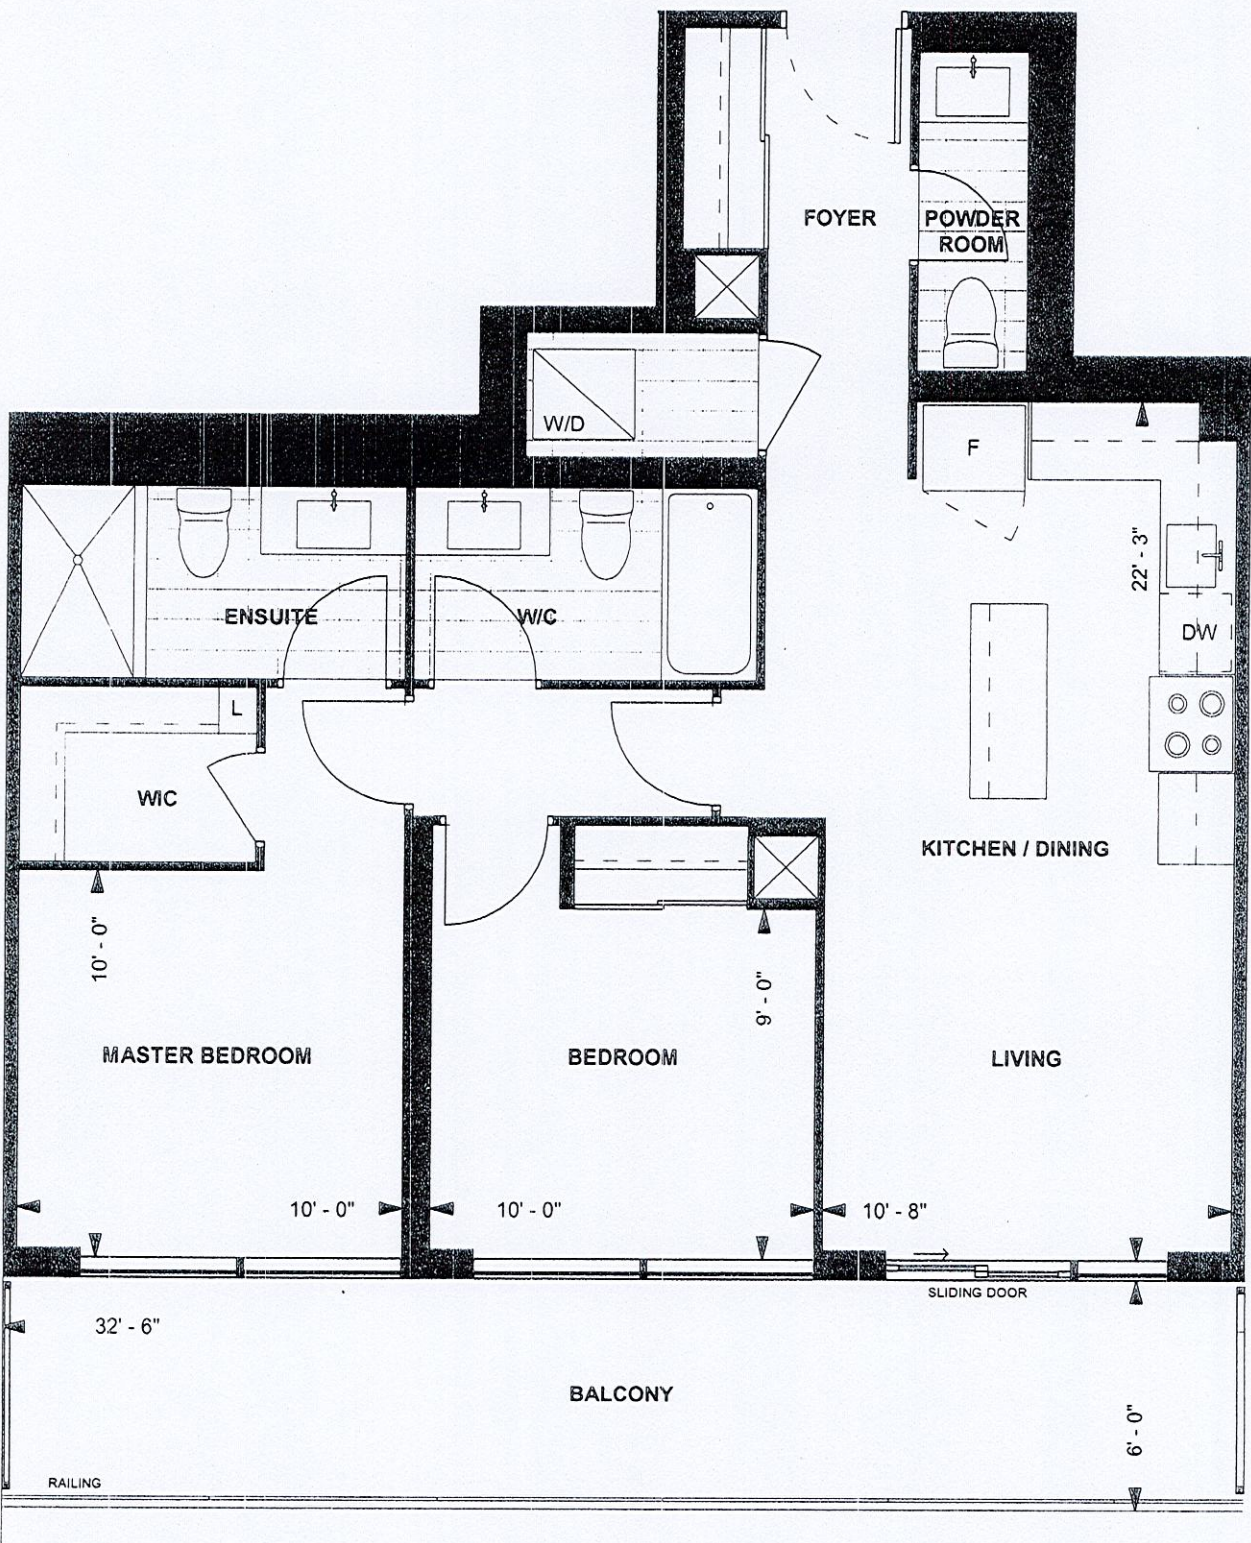 FOYER
POWDER
ROOM
W/D
F
22' - 3"
ENSUITE
W/C
DW
L
WIC
KITCHEN / DINING
10' - 0"
9' - 0"
MASTER BEDROOM
BEDROOM
LIVING
10' - 0"
10' - 0"
10' - 8"
SLIDING DOOR
32' - 6"
BALCONY
6' - 0"
RAILING